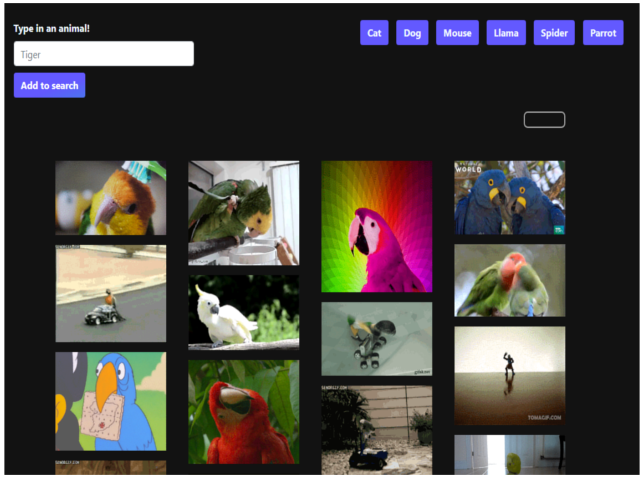 Type in an animal!
Cat Dog Mouse Llama Spider Parrot
Tiger
Add to search
WORLD
TOMAGIF.COM